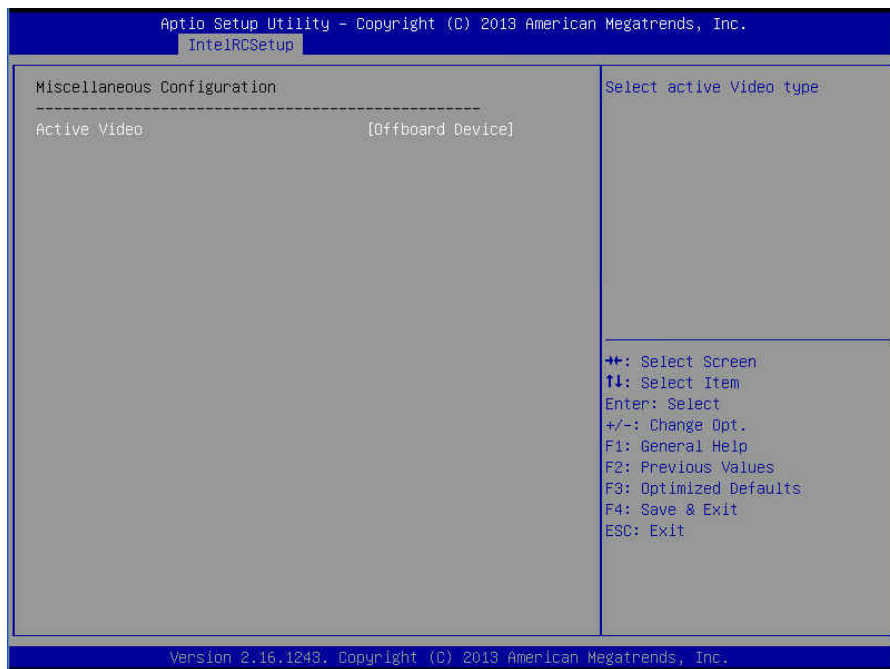 Aptio Setup Utility – Copyright (C) 2013 American Megatrends, Inc.
IntelRCSetup
Miscellaneous Configuration
--------------------------------------------------
Active Video [Offboard Device]
Select active Video type
→←: Select Screen
↑↓: Select Item
Enter: Select
+/-: Change Opt.
F1: General Help
F2: Previous Values
F3: Optimized Defaults
F4: Save & Exit
ESC: Exit
Version 2.16.1243. Copyright (C) 2013 American Megatrends, Inc.